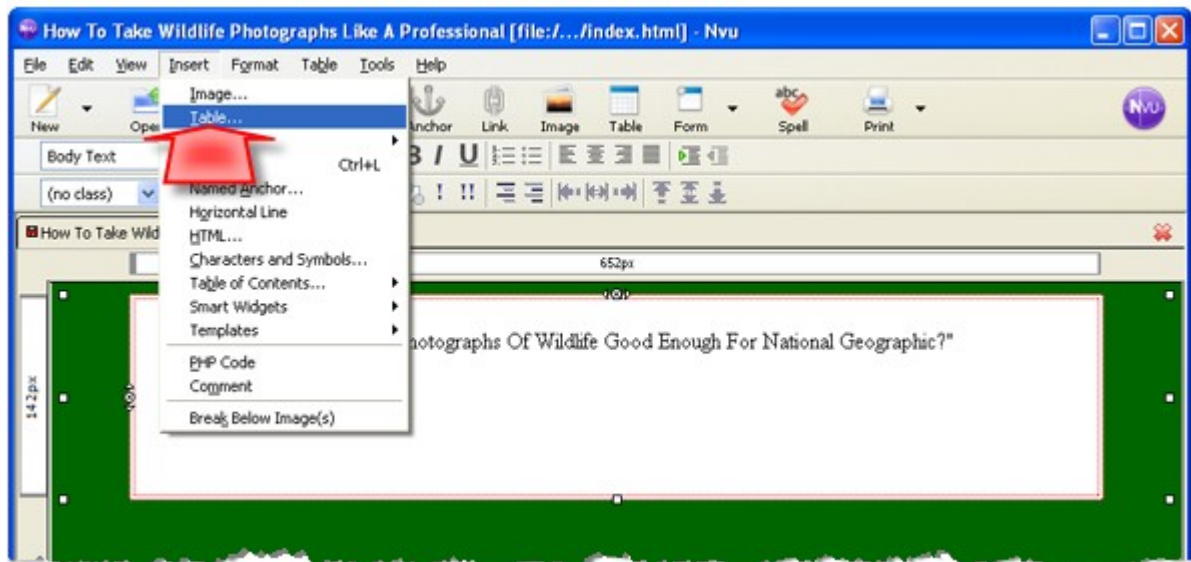 How To Take Wildlife Photographs Like A Professional [file:/.../index.html] - Nvu
File Edit View Insert Format Table Tools Help
New Anchor Link Image Table Form Spell Print
Nvu
Body Text
(no class)
Image...
Table...
Ctrl+L
Named Anchor...
Horizontal Line
HTML...
Characters and Symbols...
Table of Contents...
Smart Widgets
Templates
PHP Code
Comment
Break Below Image(s)
How To Take Wild
652px
142px
hotographs Of Wildlife Good Enough For National Geographic?"